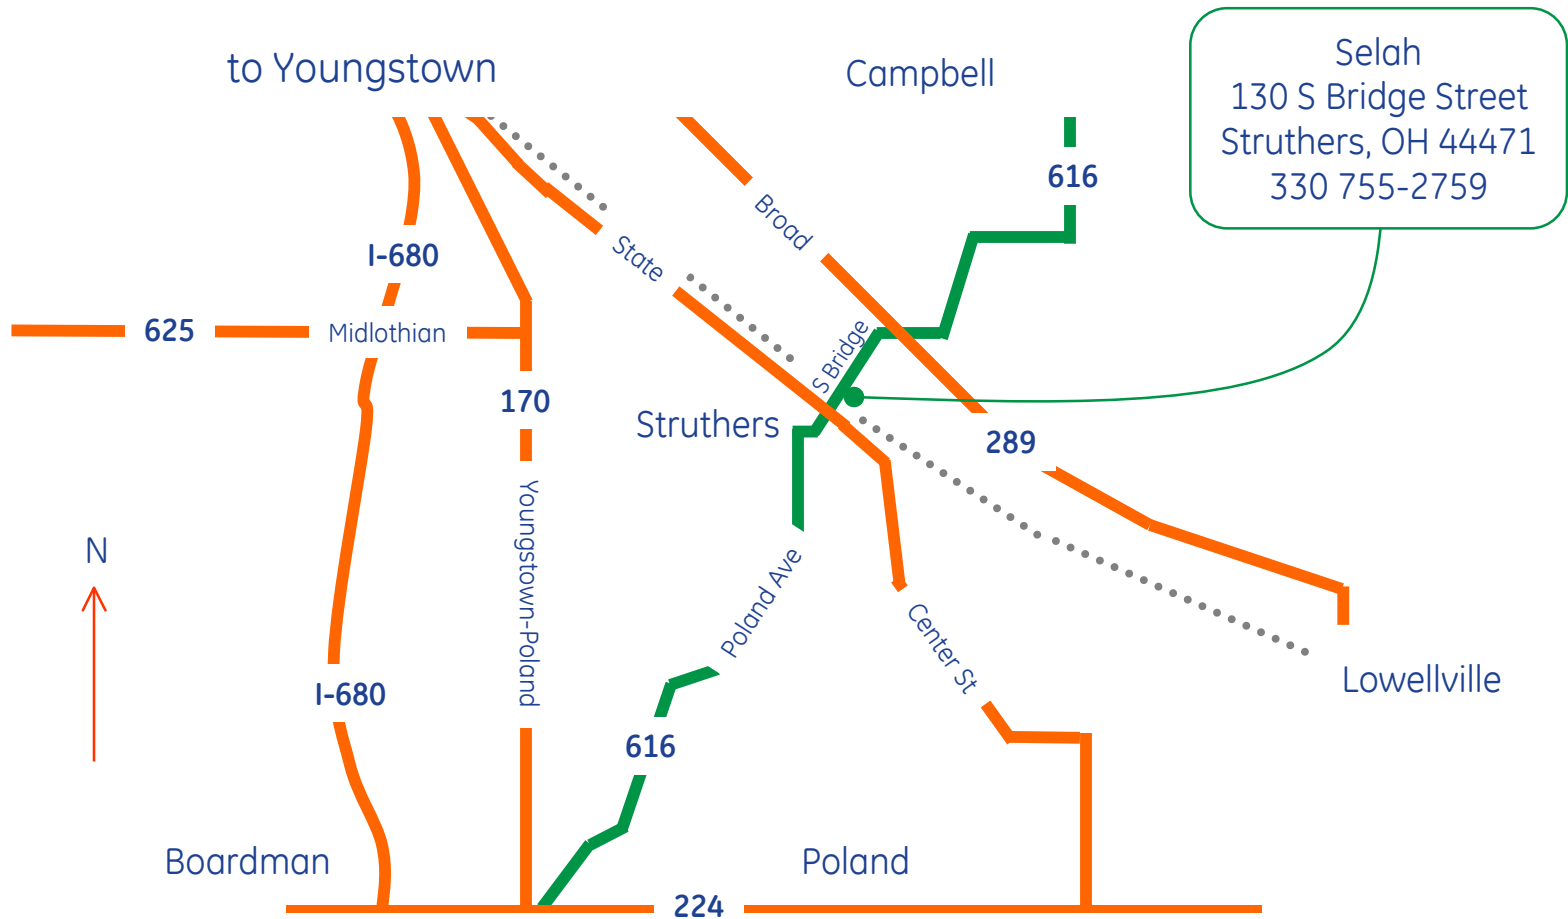 to Youngstown
Campbell
Selah
130 S Bridge Street
Struthers, OH 44471
330 755-2759
616
Broad
I-680
State
625
Midlothian
S Bridge
170
Struthers
289
Youngstown-Poland
N
Poland Ave
Center St
Lowellville
I-680
616
Boardman
Poland
224